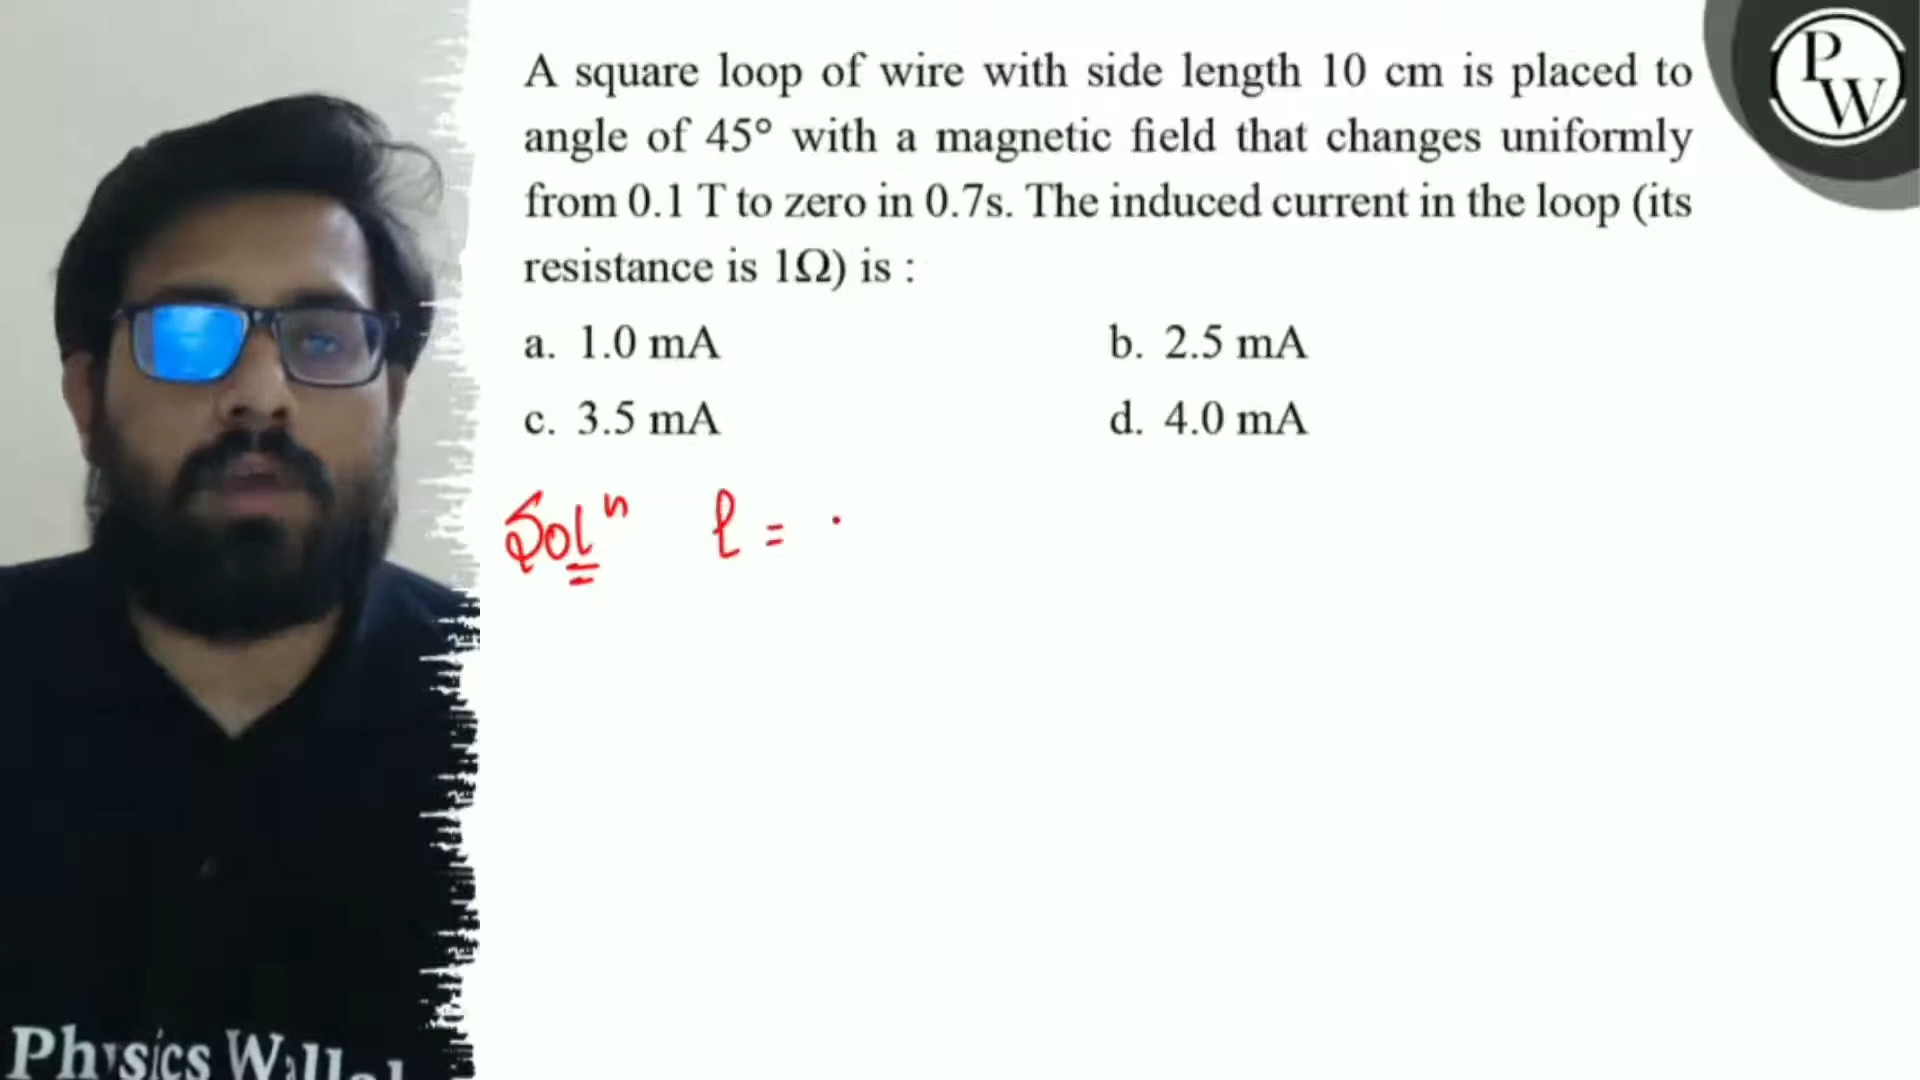 A square loop of wire with side length 10 cm is placed to
angle of 45° with a magnetic field that changes uniformly
from 0.1 T to zero in 0.7s. The induced current in the loop (its
resistance is 1Ω) is :
a. 1.0 mA
b. 2.5 mA
c. 3.5 mA
d. 4.0 mA
Solⁿ l = .
PW
Physics